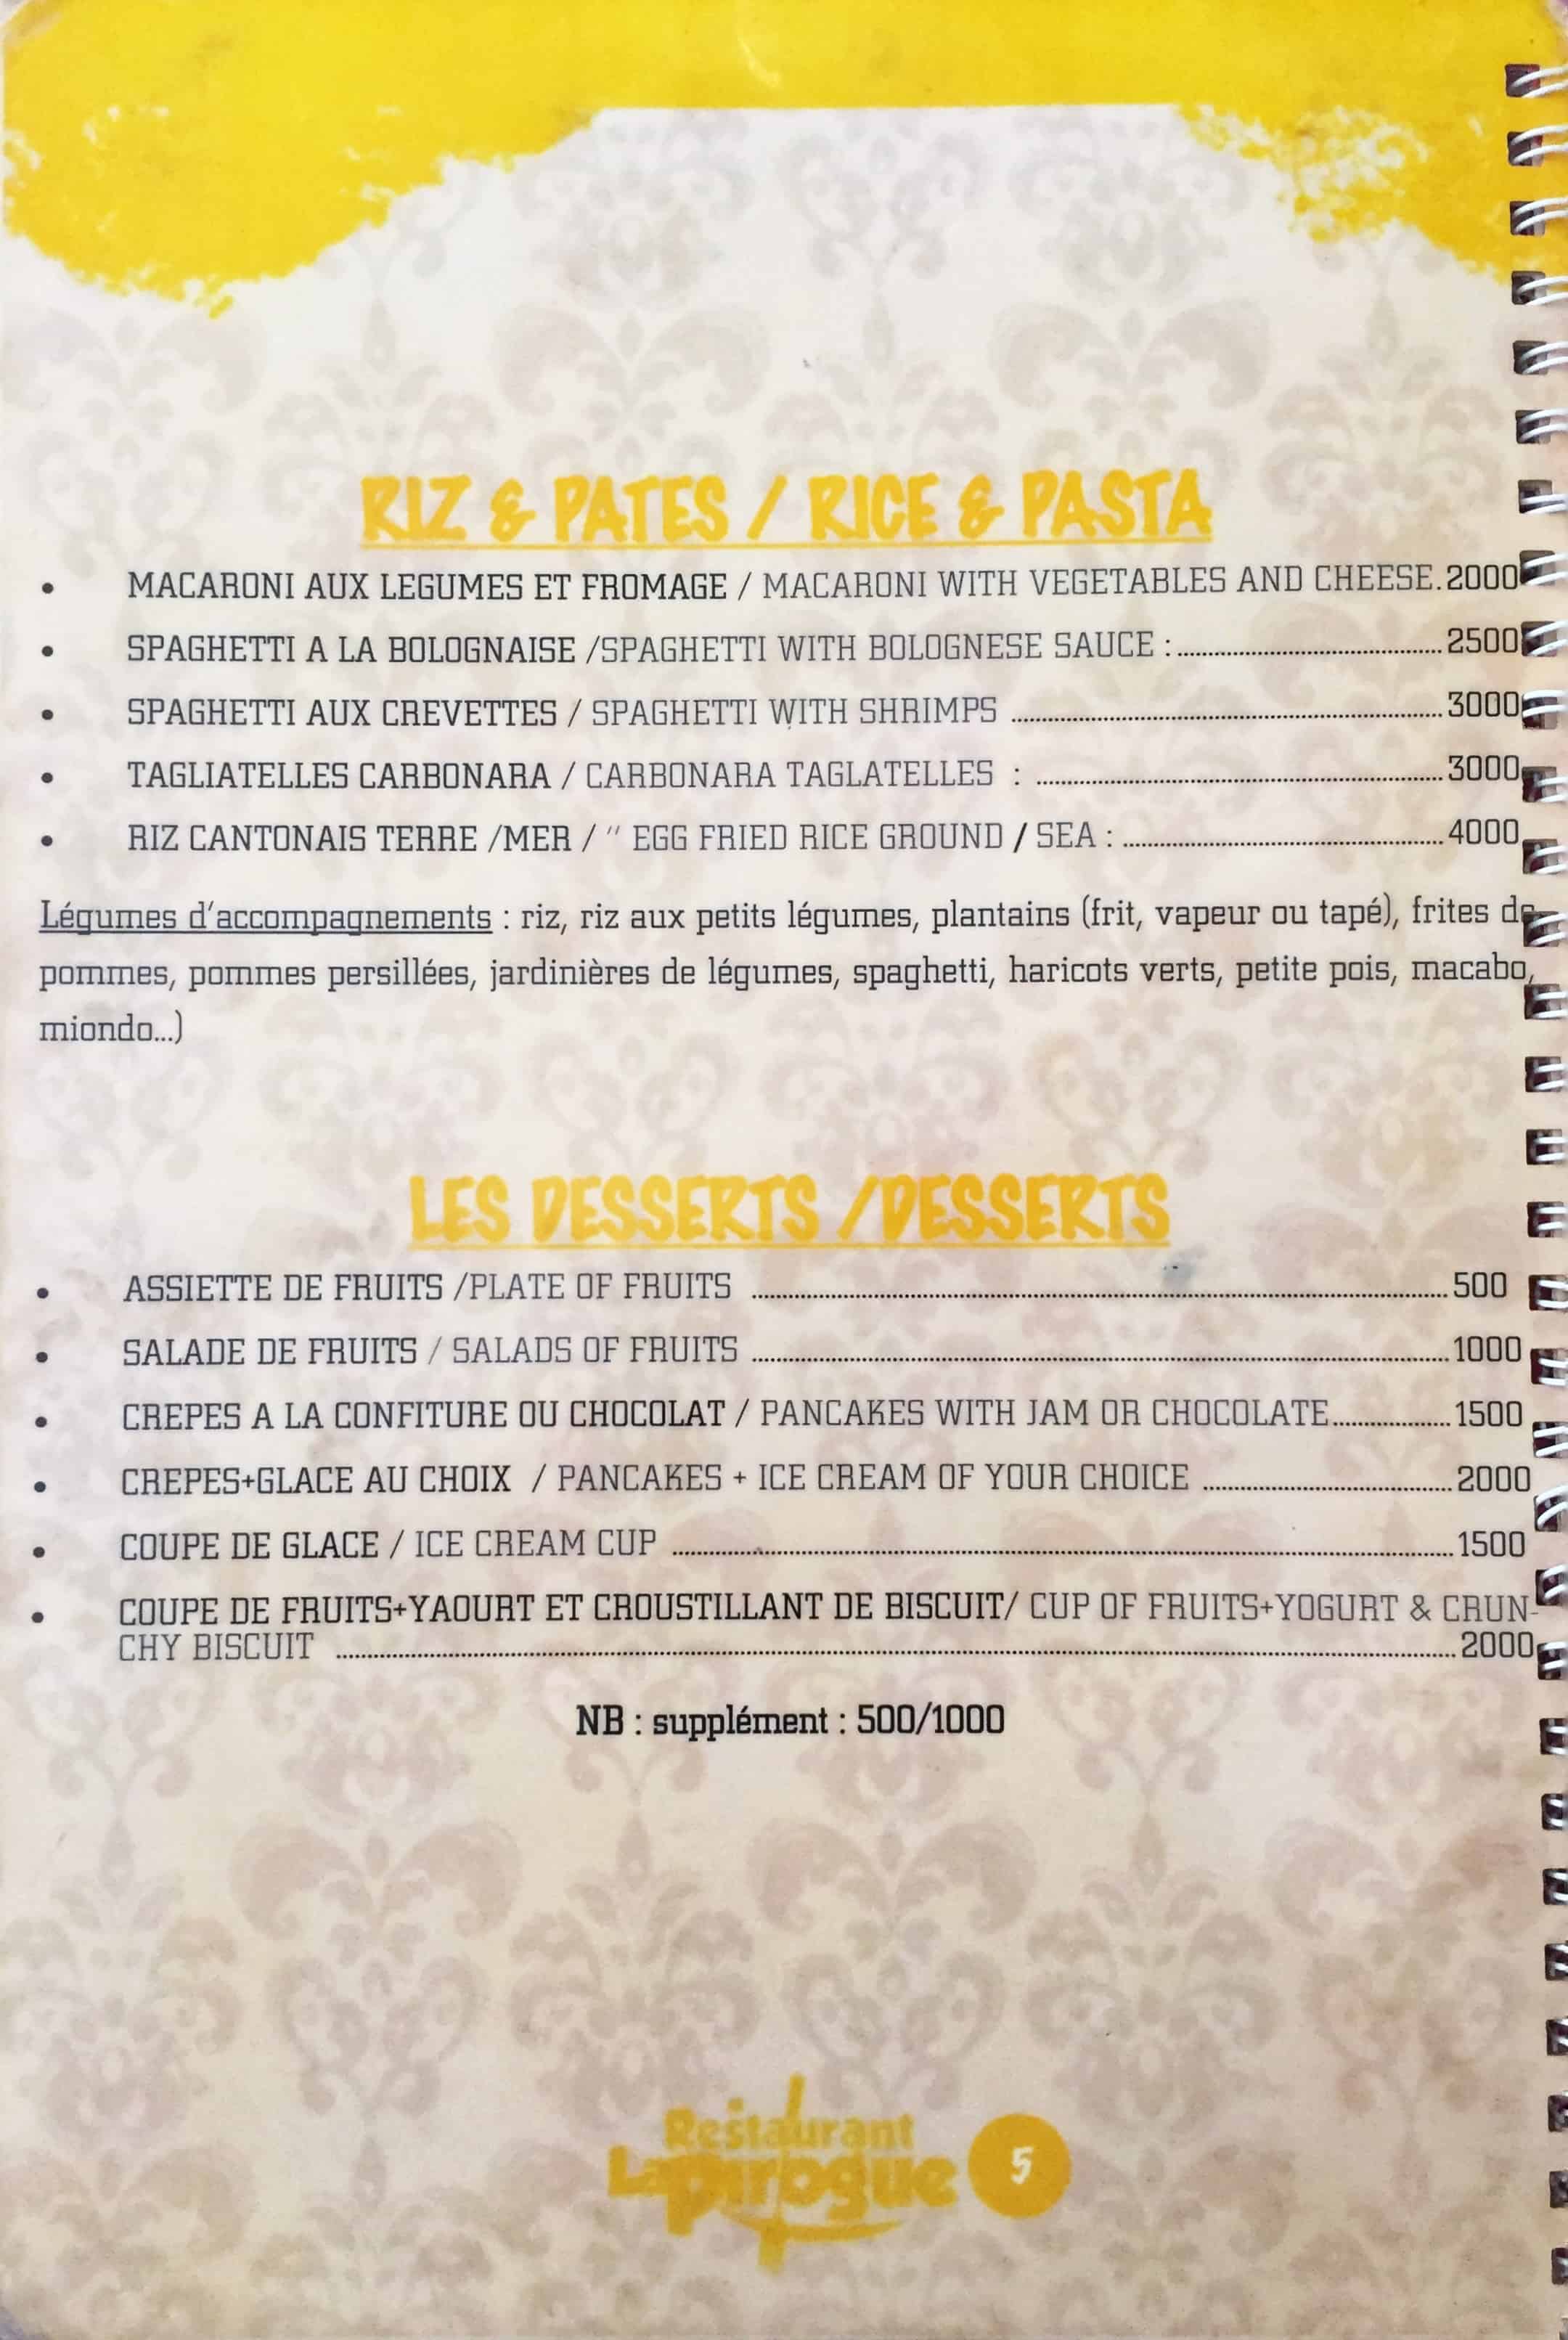 RIZ & PATES / RICE & PASTA
• MACARONI AUX LEGUMES ET FROMAGE / MACARONI WITH VEGETABLES AND CHEESE.2000
• SPAGHETTI A LA BOLOGNAISE /SPAGHETTI WITH BOLOGNESE SAUCE :.......................2500
• SPAGHETTI AUX CREVETTES / SPAGHETTI WITH SHRIMPS .......................3000
• TAGLIATELLES CARBONARA / CARBONARA TAGLATELLES : .......................3000
• RIZ CANTONAIS TERRE /MER / " EGG FRIED RICE GROUND / SEA :.......................4000
Légumes d'accompagnements : riz, riz aux petits légumes, plantains (frit, vapeur ou tapé), frites de
pommes, pommes persillées, jardinières de légumes, spaghetti, haricots verts, petite pois, macabo,
miondo...)
LES DESSERTS /DESSERTS
• ASSIETTE DE FRUITS /PLATE OF FRUITS .......................500
• SALADE DE FRUITS / SALADS OF FRUITS .......................1000
• CREPES A LA CONFITURE OU CHOCOLAT / PANCAKES WITH JAM OR CHOCOLATE.......................1500
• CREPES+GLACE AU CHOIX / PANCAKES + ICE CREAM OF YOUR CHOICE .......................2000
• COUPE DE GLACE / ICE CREAM CUP .......................1500
• COUPE DE FRUITS+YAOURT ET CROUSTILLANT DE BISCUIT/ CUP OF FRUITS+YOGURT & CRUN-
CHY BISCUIT .......................2000
NB : supplément : 500/1000
Restaurant
La pirogue 5